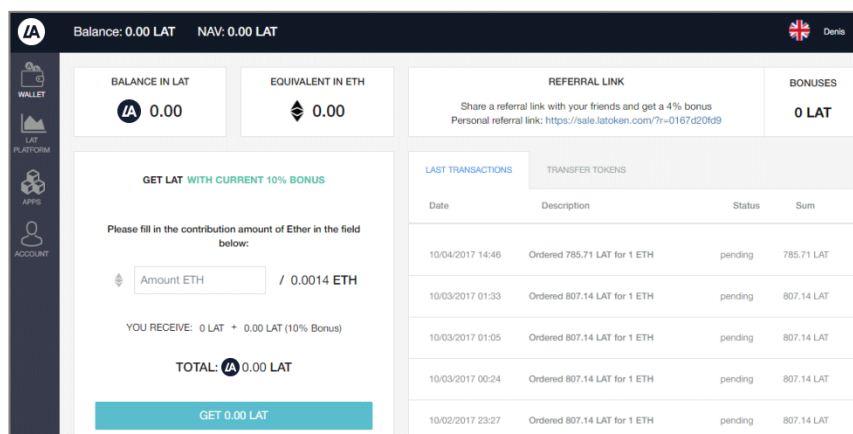 LA Balance: 0.00 LAT NAV: 0.00 LAT Denis
WALLET
LAT PLATFORM
APPS
ACCOUNT
BALANCE IN LAT
LA 0.00
EQUIVALENT IN ETH
0.00
REFERRAL LINK
Share a referral link with your friends and get a 4% bonus
Personal referral link: https://sale.latoken.com/?r=0167d20fd9
BONUSES
0 LAT
GET LAT WITH CURRENT 10% BONUS
Please fill in the contribution amount of Ether in the field
below:
Amount ETH / 0.0014 ETH
YOU RECEIVE: 0 LAT + 0.00 LAT (10% Bonus)
TOTAL: LA 0.00 LAT
GET 0.00 LAT
LAST TRANSACTIONS TRANSFER TOKENS
Date Description Status Sum
10/04/2017 14:46 Ordered 785.71 LAT for 1 ETH pending 785.71 LAT
10/03/2017 01:33 Ordered 807.14 LAT for 1 ETH pending 807.14 LAT
10/03/2017 01:05 Ordered 807.14 LAT for 1 ETH pending 807.14 LAT
10/03/2017 00:24 Ordered 807.14 LAT for 1 ETH pending 807.14 LAT
10/02/2017 23:27 Ordered 807.14 LAT for 1 ETH pending 807.14 LAT